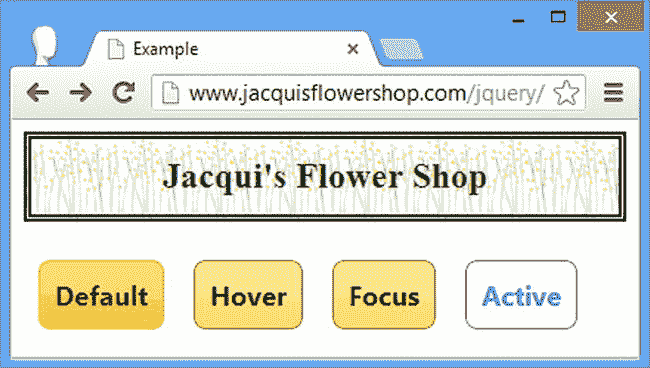 Example
www.jacquisflowershop.com/jquery/
Jacqui's Flower Shop
Default
Hover
Focus
Active